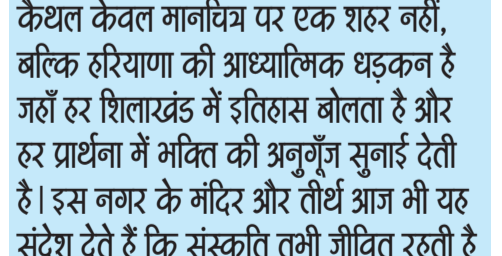 कैथल केवल मानचित्र पर एक शहर नहीं,
बल्कि हरियाणा की आध्यात्मिक धड़कन है
जहाँ हर शिलाखंड में इतिहास बोलता है और
हर प्रार्थना में भक्ति की अनुगूँज सुनाई देती
है। इस नगर के मंदिर और तीर्थ आज भी यह
संदेश देते हैं कि संस्कृति तभी जीवित रहती है